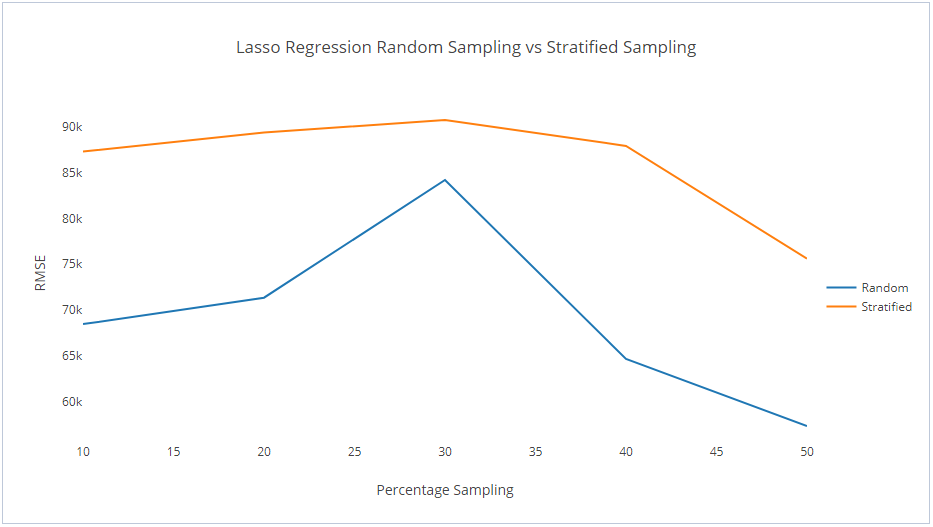 Lasso Regression Random Sampling vs Stratified Sampling
90k
85k
80k
75k
70k
65k
60k
RMSE
10 15 20 25 30 35 40 45 50
Percentage Sampling
Random
Stratified